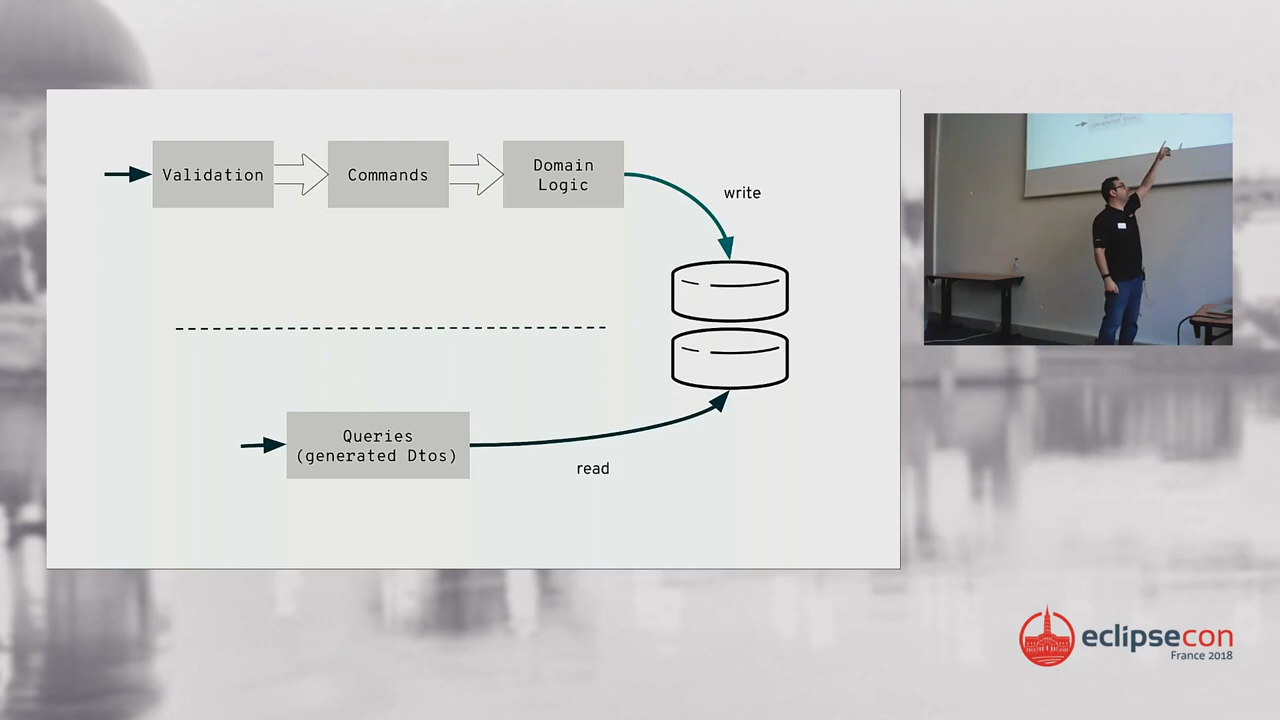 Validation
Commands
Domain
Logic
write
Queries
(generated Dtos)
read
eclipsecon
France 2018